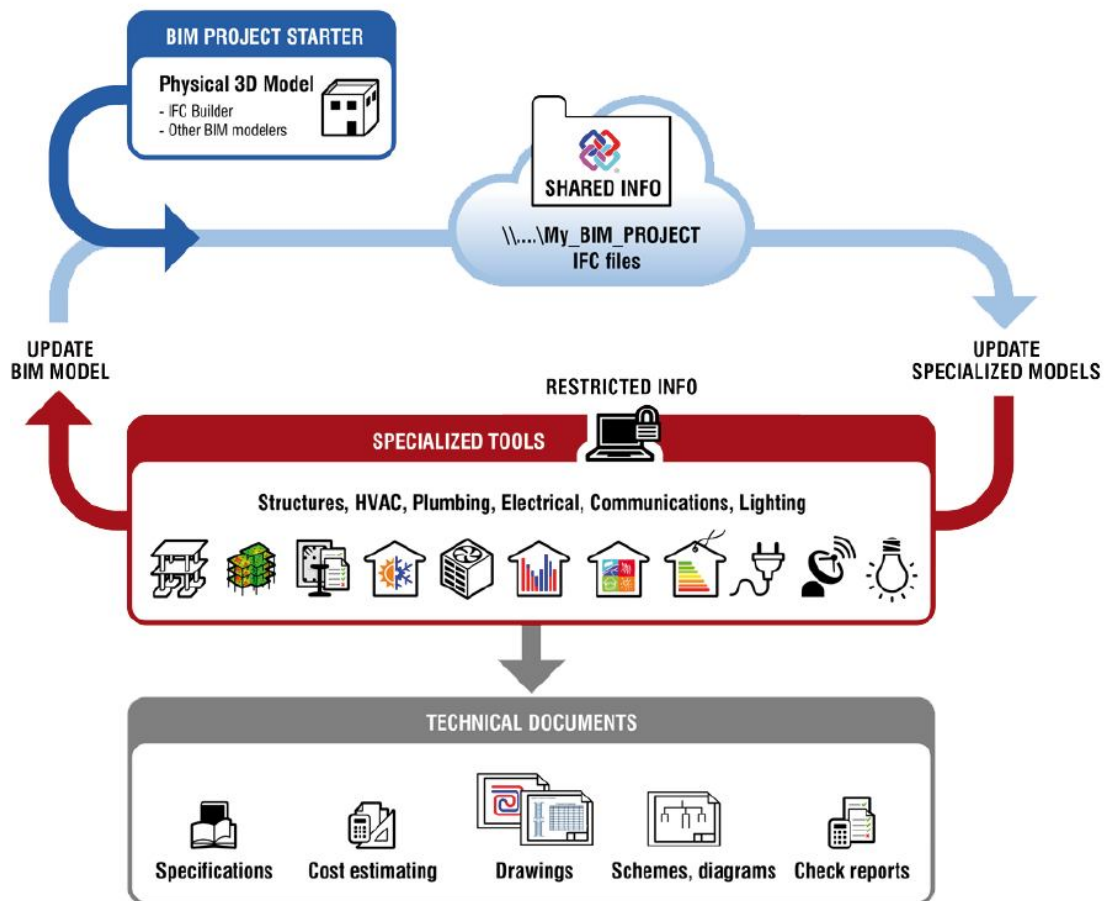 BIM PROJECT STARTER
Physical 3D Model
- IFC Builder
- Other BIM modelers
SHARED INFO
\\....\My_BIM_PROJECT
IFC files
UPDATE
BIM MODEL
UPDATE
SPECIALIZED MODELS
RESTRICTED INFO
SPECIALIZED TOOLS
Structures, HVAC, Plumbing, Electrical, Communications, Lighting
TECHNICAL DOCUMENTS
Specifications
Cost estimating
Drawings
Schemes, diagrams
Check reports